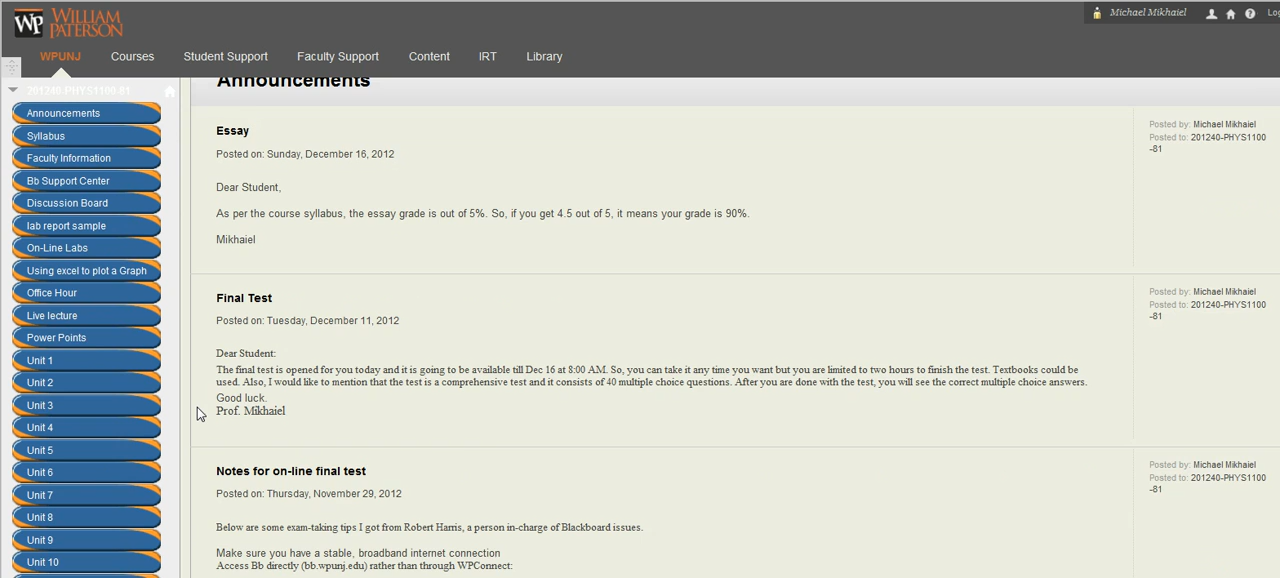 WP WILLIAM
PATERSON
Michael Mikhaiel
WPUNJ Courses Student Support Faculty Support Content IRT Library
201240-PHYS1100-81
Announcements
Syllabus
Faculty Information
Bb Support Center
Discussion Board
lab report sample
On-Line Labs
Using excel to plot a Graph
Office Hour
Live lecture
Power Points
Unit 1
Unit 2
Unit 3
Unit 4
Unit 5
Unit 6
Unit 7
Unit 8
Unit 9
Unit 10
Announcements
Essay
Posted on: Sunday, December 16, 2012
Dear Student,
As per the course syllabus, the essay grade is out of 5%. So, if you get 4.5 out of 5, it means your grade is 90%.
Mikhaiel
Posted by: Michael Mikhaiel
Posted to: 201240-PHYS1100
-81
Final Test
Posted on: Tuesday, December 11, 2012
Dear Student:
The final test is opened for you today and it is going to be available till Dec 16 at 8:00 AM. So, you can take it any time you want but you are limited to two hours to finish the test. Textbooks could be
used. Also, I would like to mention that the test is a comprehensive test and it consists of 40 multiple choice questions. After you are done with the test, you will see the correct multiple choice answers.
Good luck.
Prof. Mikhaiel
Posted by: Michael Mikhaiel
Posted to: 201240-PHYS1100
-81
Notes for on-line final test
Posted on: Thursday, November 29, 2012
Below are some exam-taking tips I got from Robert Harris, a person in-charge of Blackboard issues.
Make sure you have a stable, broadband internet connection
Access Bb directly (bb.wpunj.edu) rather than through WPConnect:
Posted by: Michael Mikhaiel
Posted to: 201240-PHYS1100
-81